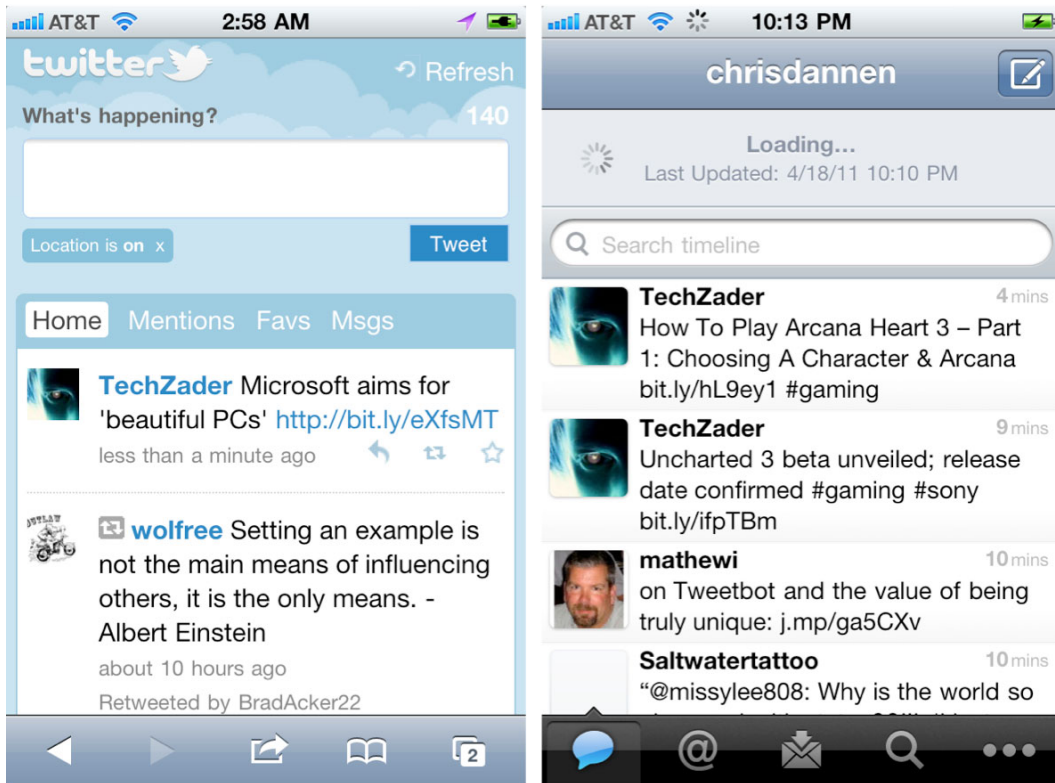 AT&T 2:58 AM
twitter Refresh
What's happening? 140
Location is on x Tweet
Home Mentions Favs Msgs
TechZader Microsoft aims for
'beautiful PCs' http://bit.ly/eXfsMT
less than a minute ago
OUTLAW
wolfree Setting an example is
not the main means of influencing
others, it is the only means. -
Albert Einstein
about 10 hours ago
Retweeted by BradAcker22
2
AT&T 10:13 PM
chrisdannen
Loading...
Last Updated: 4/18/11 10:10 PM
Search timeline
TechZader 4 mins
How To Play Arcana Heart 3 – Part
1: Choosing A Character & Arcana
bit.ly/hL9ey1 #gaming
TechZader 9 mins
Uncharted 3 beta unveiled; release
date confirmed #gaming #sony
bit.ly/ifpTBm
mathewi 10 mins
on Tweetbot and the value of being
truly unique: j.mp/ga5CXv
Saltwatertattoo 10 mins
“@missylee808: Why is the world so
@